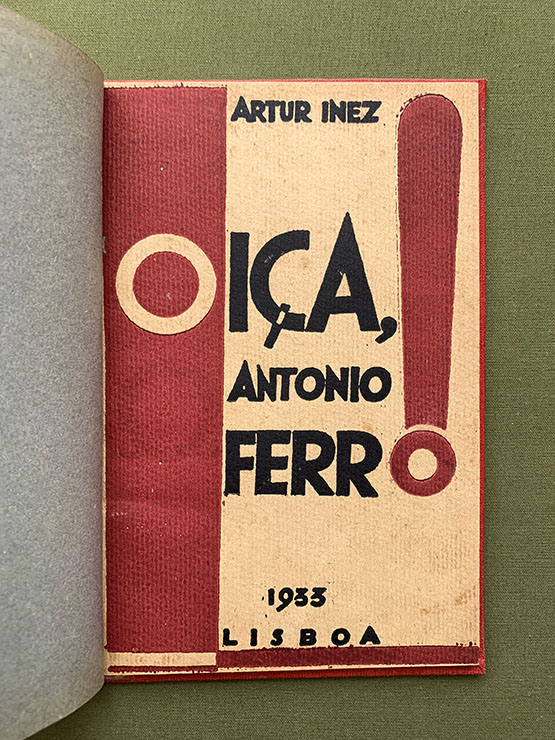 ARTUR INEZ
OIÇA,
ANTONIO
FERRO!
1933
LISBOA